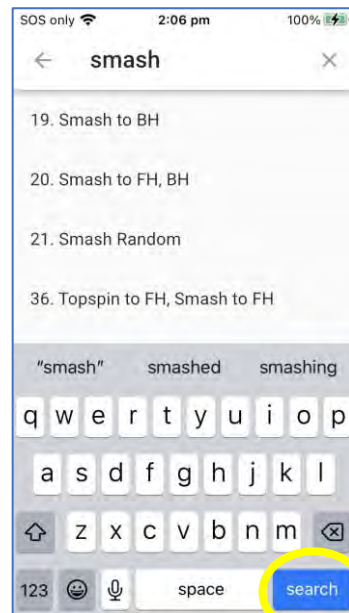 SOS only 2:06 pm 100%
smash
19. Smash to BH
20. Smash to FH, BH
21. Smash Random
36. Topspin to FH, Smash to FH
"smash" smashed smashing
q w e r t y u i o p
a s d f g h j k l
z x c v b n m
123 space search